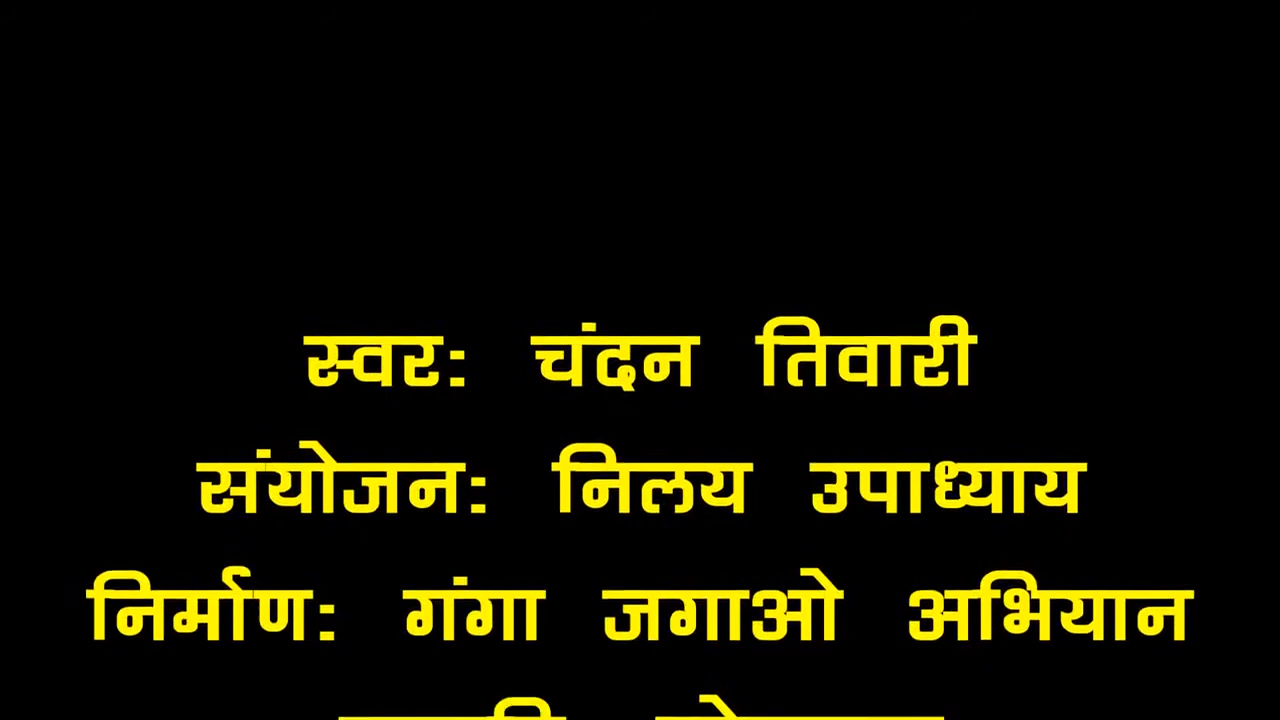 स्वर: चंदन तिवारी
संयोजन: निलय उपाध्याय
निर्माण: गंगा जगाओ अभियान